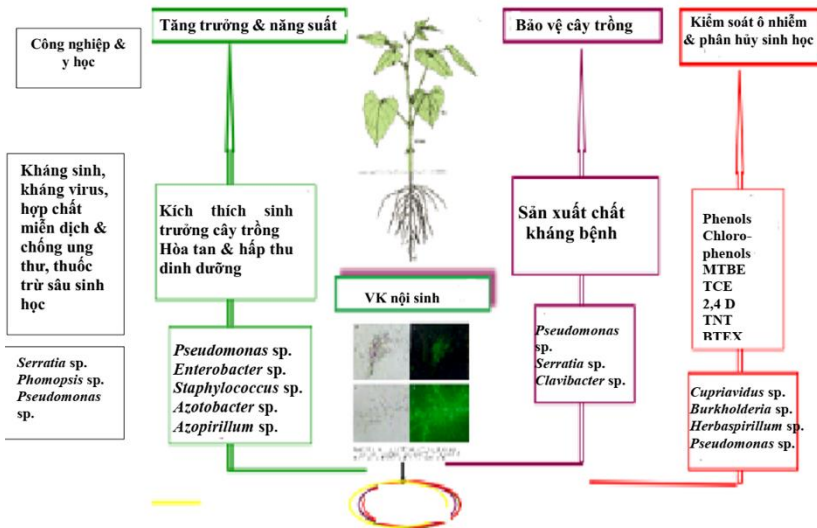 Công nghiệp &
y học
Tăng trưởng & năng suất
Bảo vệ cây trồng
Kiểm soát ô nhiễm
& phân hủy sinh học
Kháng sinh,
kháng virus,
hợp chất
miễn dịch &
chống ung
thư, thuốc
trừ sâu sinh
học
Kích thích sinh
trưởng cây trồng
Hòa tan & hấp thu
dinh dưỡng
Sản xuất chất
kháng bệnh
Phenols
Chloro-
phenols
MTBE
TCE
2,4 D
TNT
BTEX
VK nội sinh
Serratia sp.
Phomopsis sp.
Pseudomonas
sp.
Pseudomonas sp.
Enterobacter sp.
Staphylococcus sp.
Azotobacter sp.
Azopirillum sp.
Pseudomonas
sp.
Serratia sp.
Clavibacter sp.
Cupriavidus sp.
Burkholderia sp.
Herbaspirillum sp.
Pseudomonas sp.